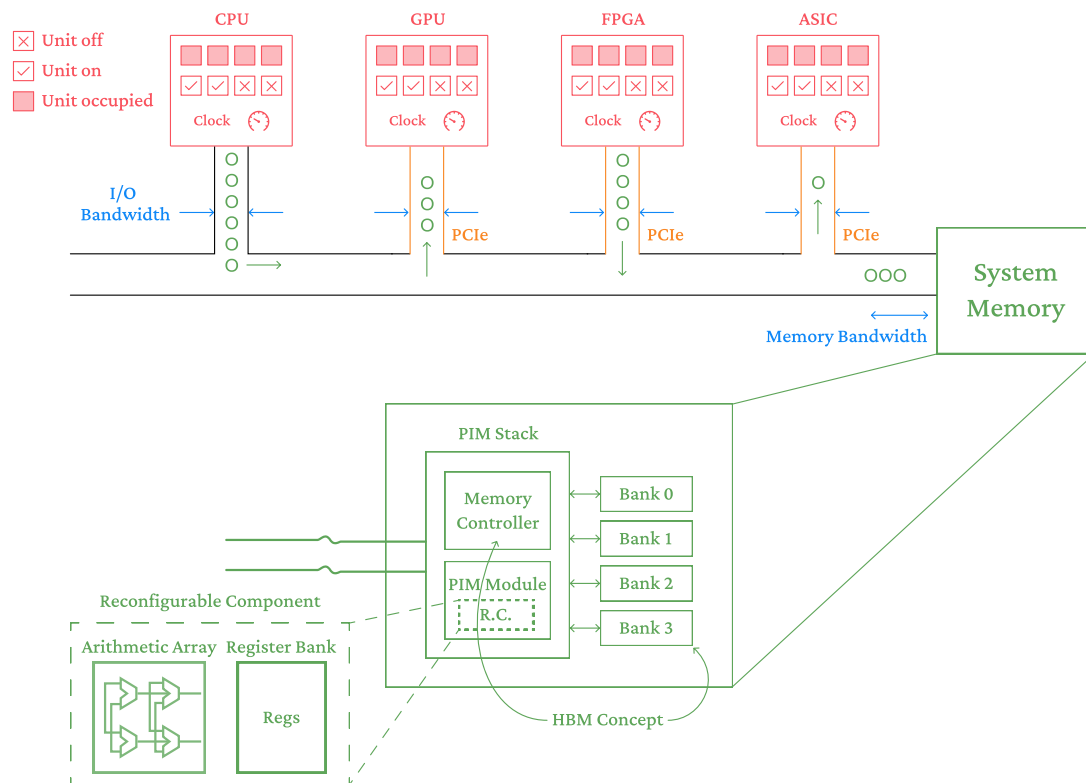 CPU
GPU
FPGA
ASIC
Unit off
Unit on
Unit occupied
Clock
Clock
Clock
Clock
I/O
Bandwidth
PCIe
PCIe
PCIe
System
Memory
Memory Bandwidth
PIM Stack
Memory
Controller
Bank 0
Bank 1
Bank 2
Bank 3
PIM Module
R.C.
Reconfigurable Component
Arithmetic Array
Register Bank
Regs
HBM Concept